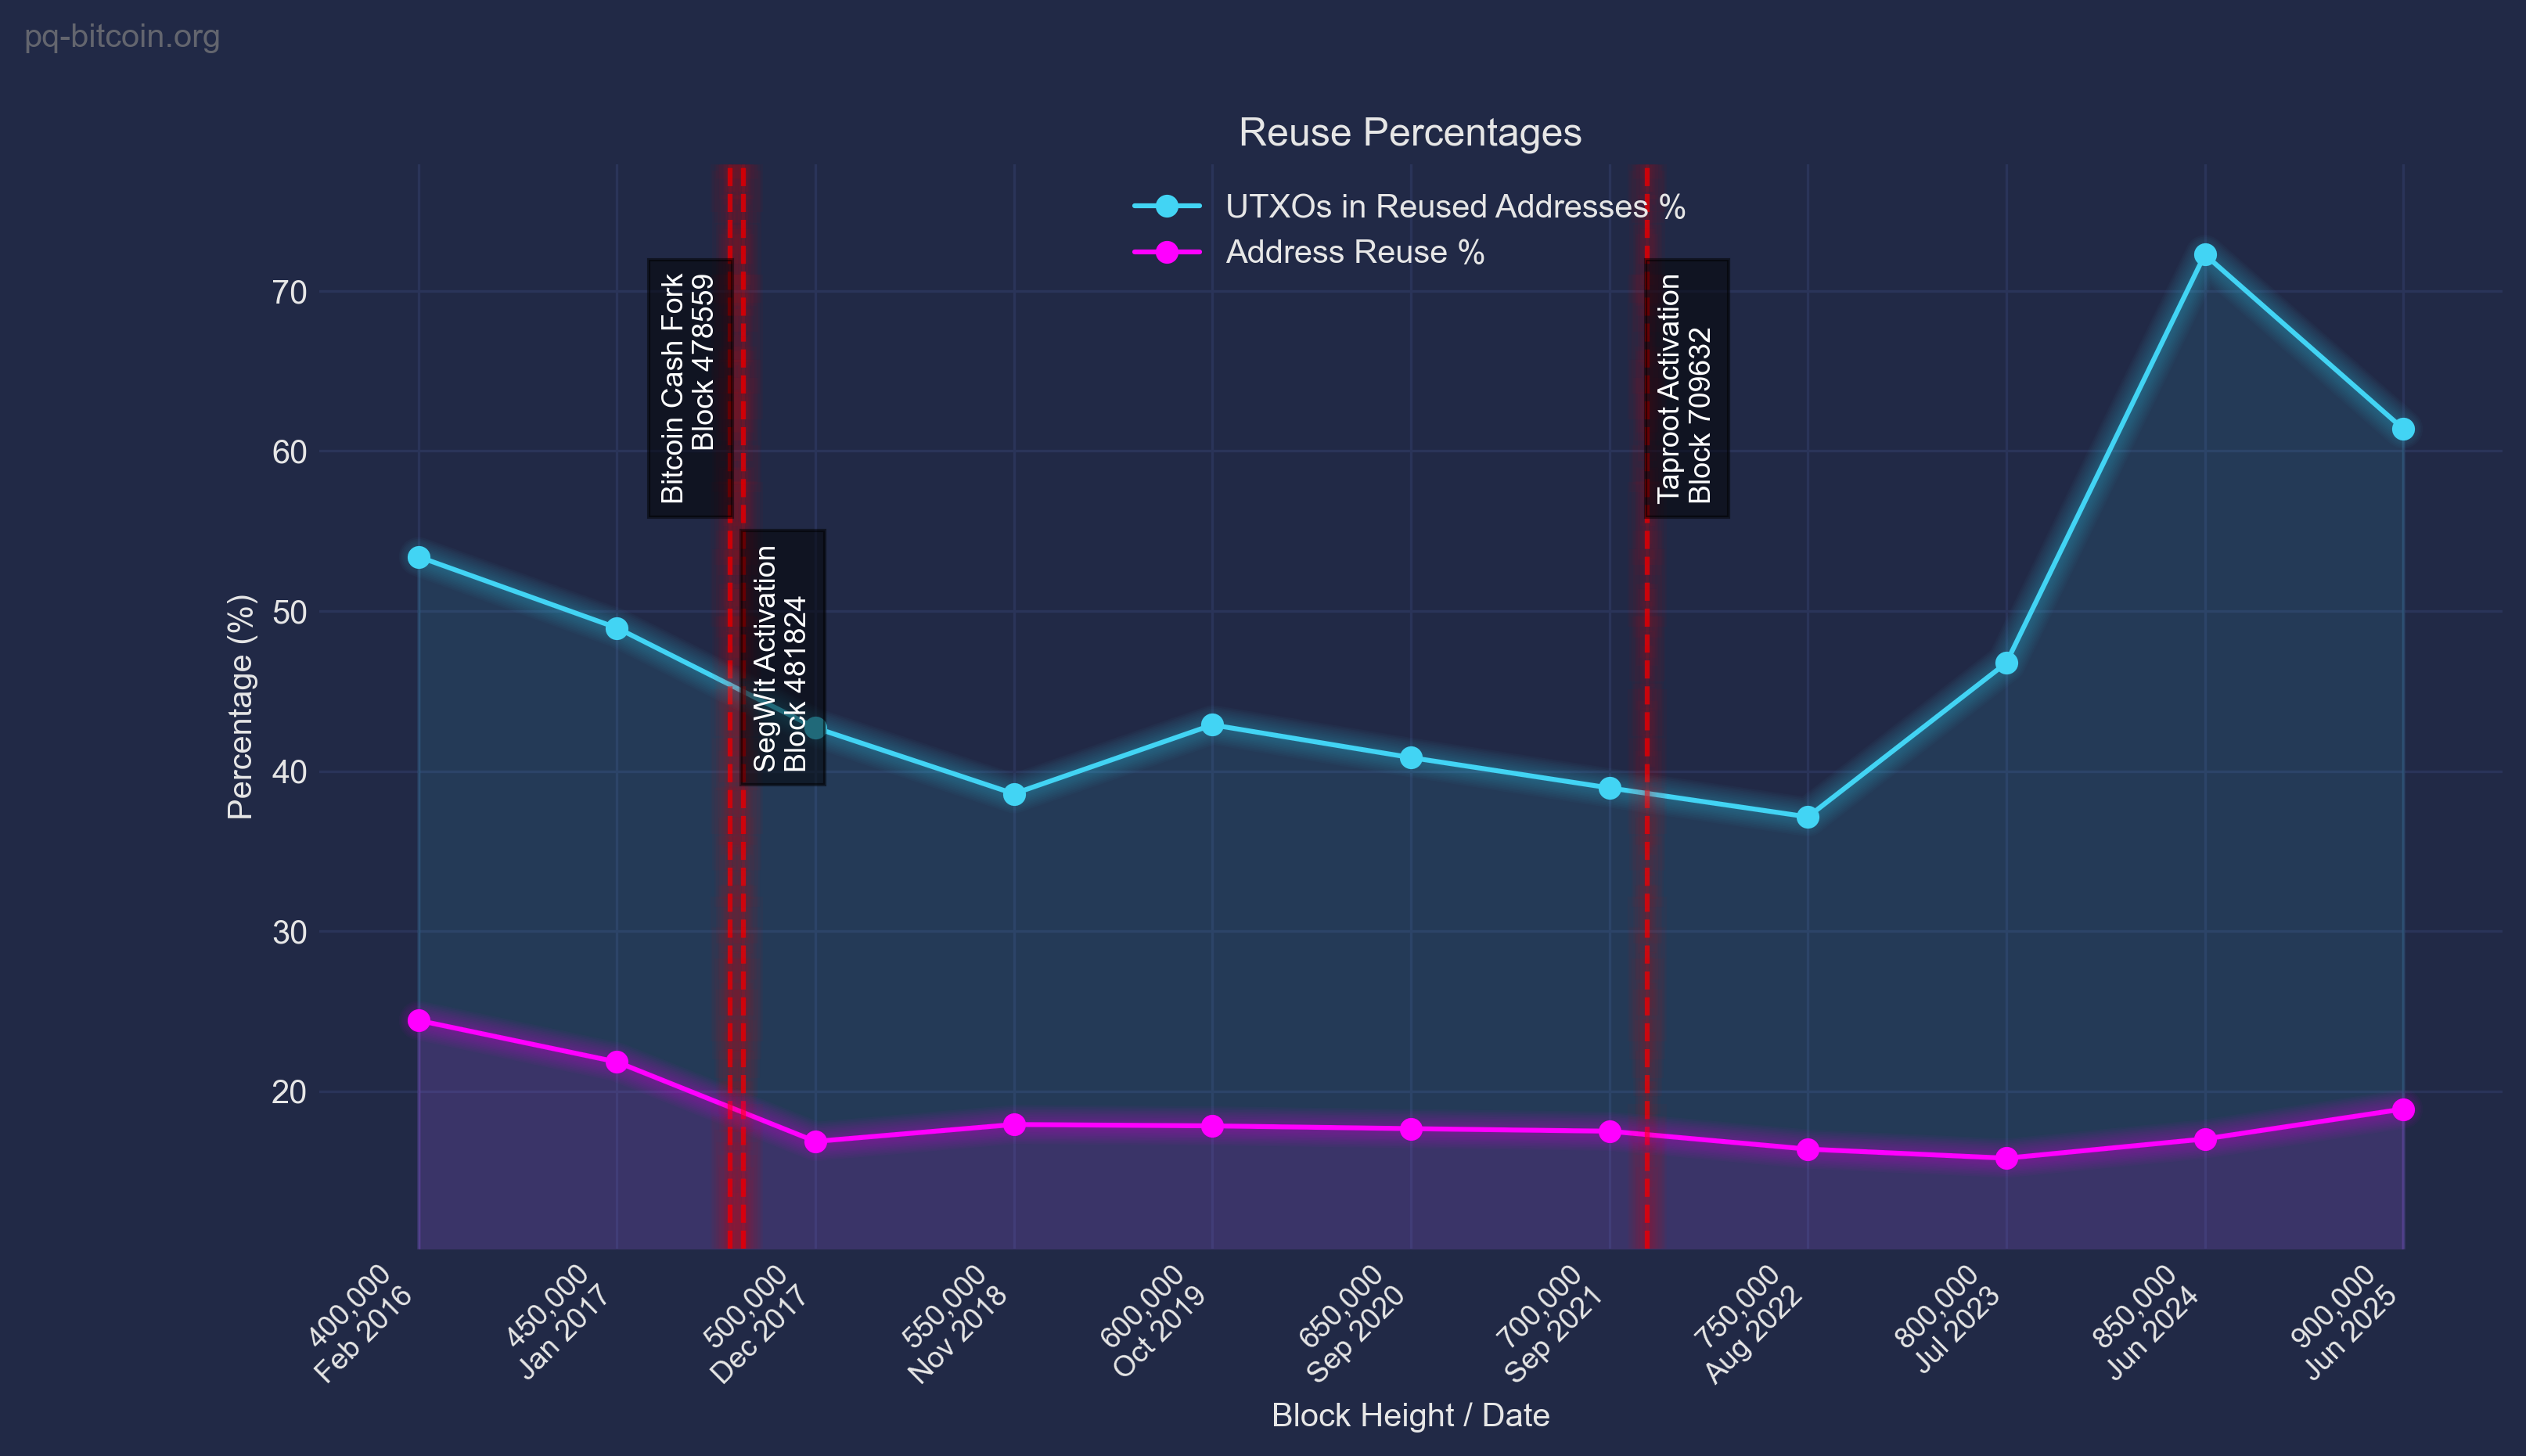 pq-bitcoin.org
Reuse Percentages
UTXOs in Reused Addresses %
Address Reuse %
Bitcoin Cash Fork
Block 478559
SegWit Activation
Block 481824
Taproot Activation
Block 709632
Percentage (%)
70
60
50
40
30
20
400,000
Feb 2016
450,000
Jan 2017
500,000
Dec 2017
550,000
Nov 2018
600,000
Oct 2019
650,000
Sep 2020
700,000
Sep 2021
750,000
Aug 2022
800,000
Jul 2023
850,000
Jun 2024
900,000
Jun 2025
Block Height / Date